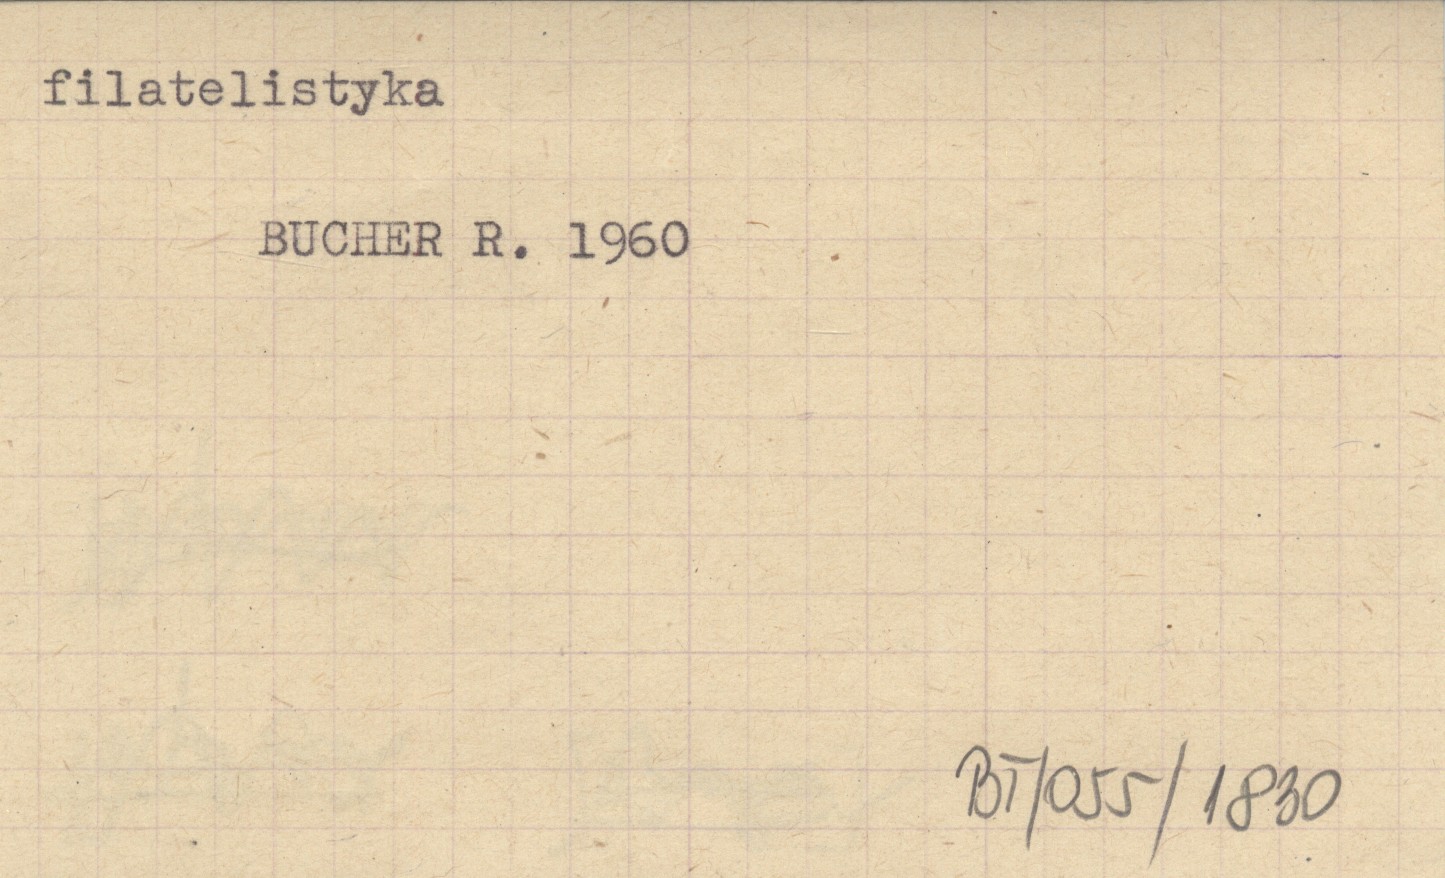 filatelistyka
BUCHER R. 1960
BT/055/1830